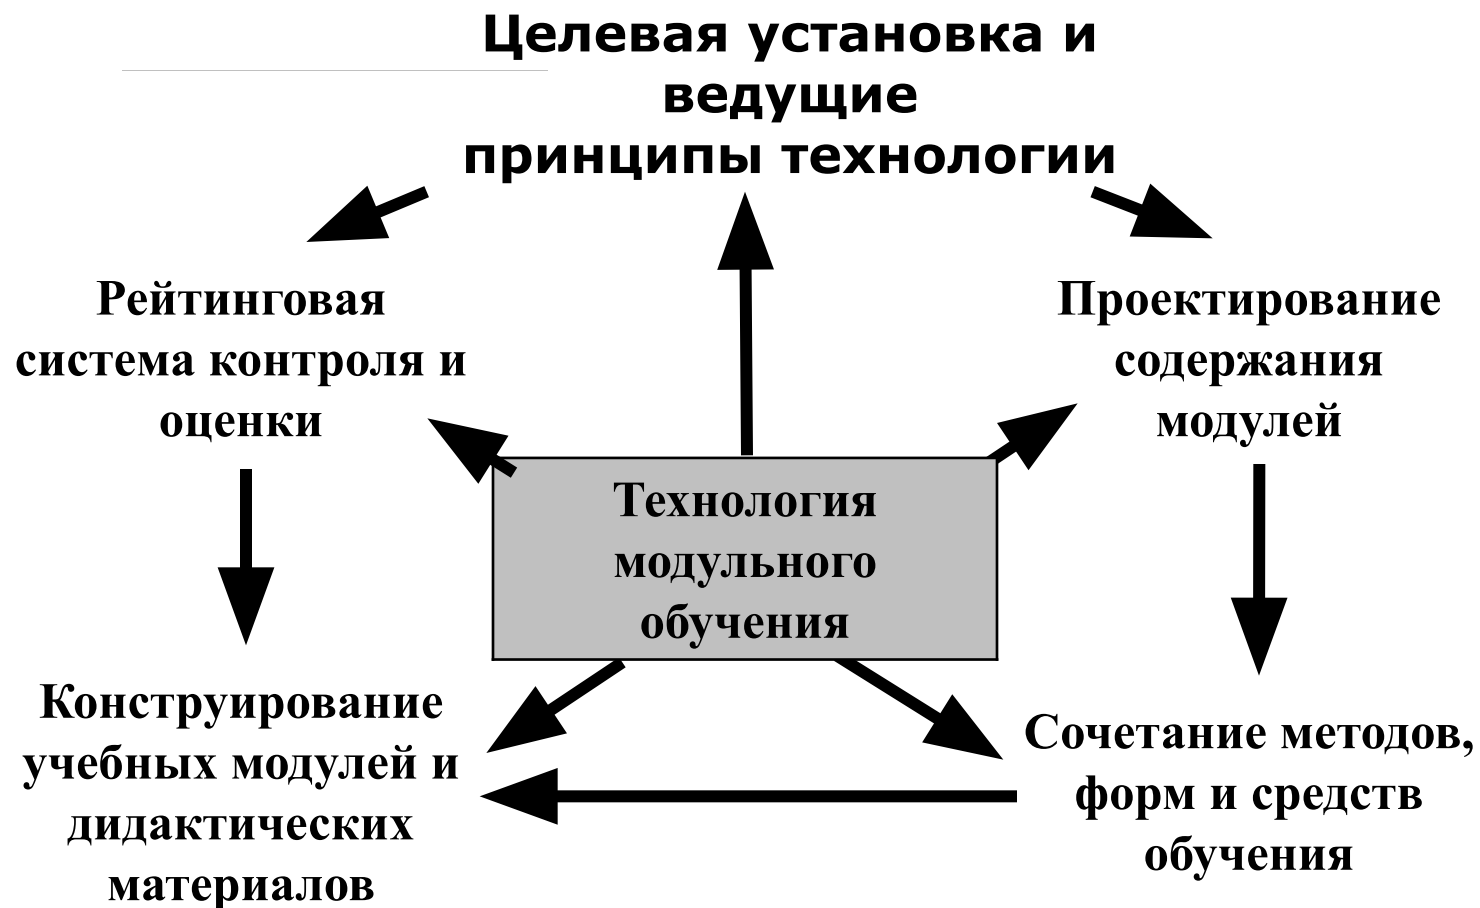 Целевая установка и
ведущие
принципы технологии
Рейтинговая
система контроля и
оценки
Проектирование
содержания
модулей
Технология
модульного
обучения
Конструирование
учебных модулей и
дидактических
материалов
Сочетание методов,
форм и средств
обучения